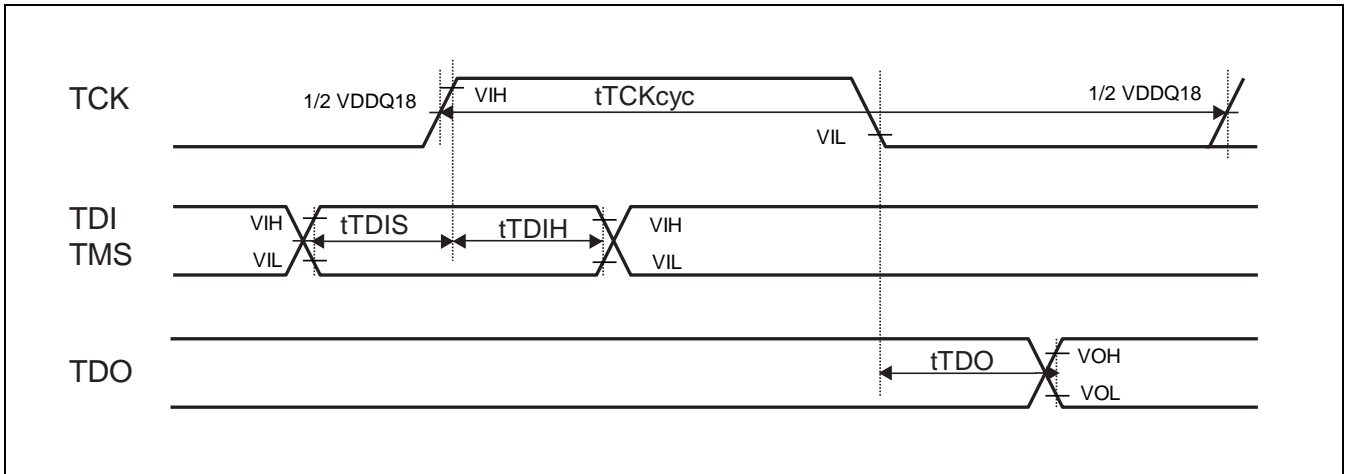 TCK
1/2 VDDQ18
VIH
tTCKcyc
1/2 VDDQ18
VIL
TDI
TMS
VIH
tTDIS
tTDIH
VIH
VIL
VIL
TDO
tTDO
VOH
VOL